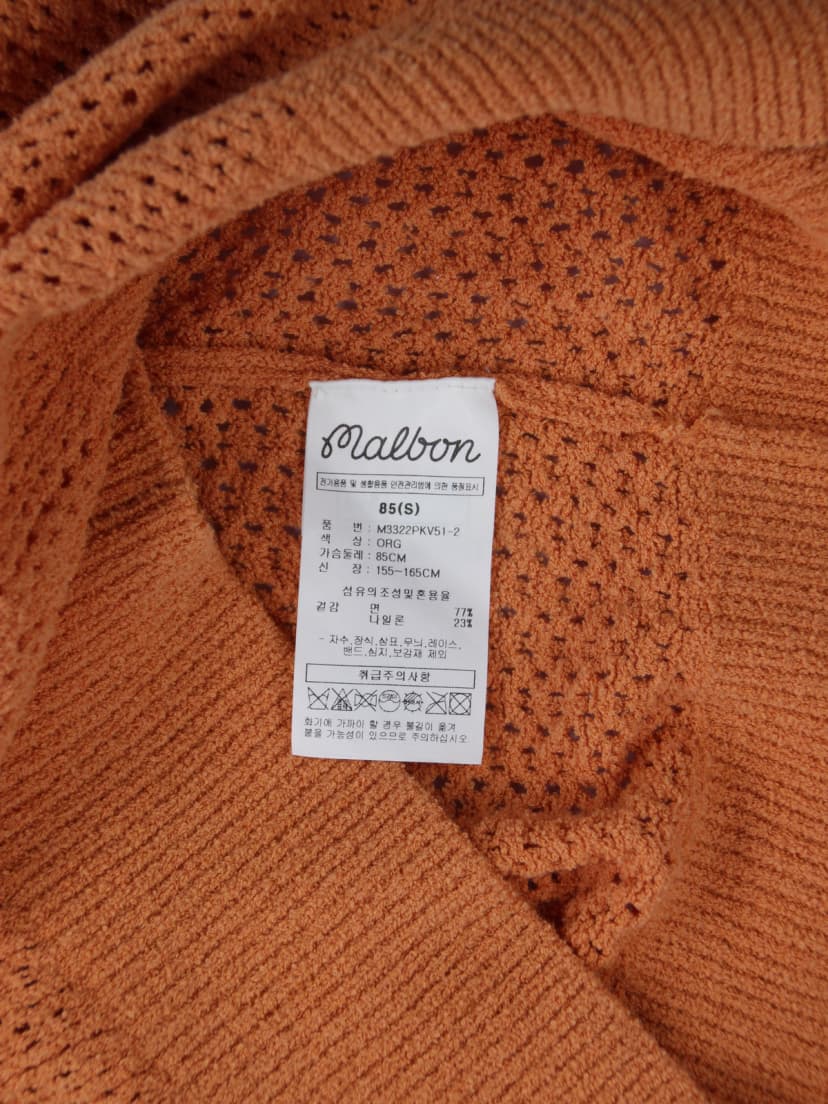 Malbon
전기용품 및 생활용품 안전관리법에 의한 품질표시
85(S)
품 번 : M3322PKV51-2
색 상 : ORG
가슴둘레 : 85CM
신 장 : 155~165CM
섬유의조성및혼용율
겉감 면 77%
나일론 23%
- 자수,장식,상표,무늬,레이스,
밴드,심지,보강재 제외
취급주의사항
화기에 가까이 할 경우 불길이 옮겨
붙을 가능성이 있으므로 주의하십시오